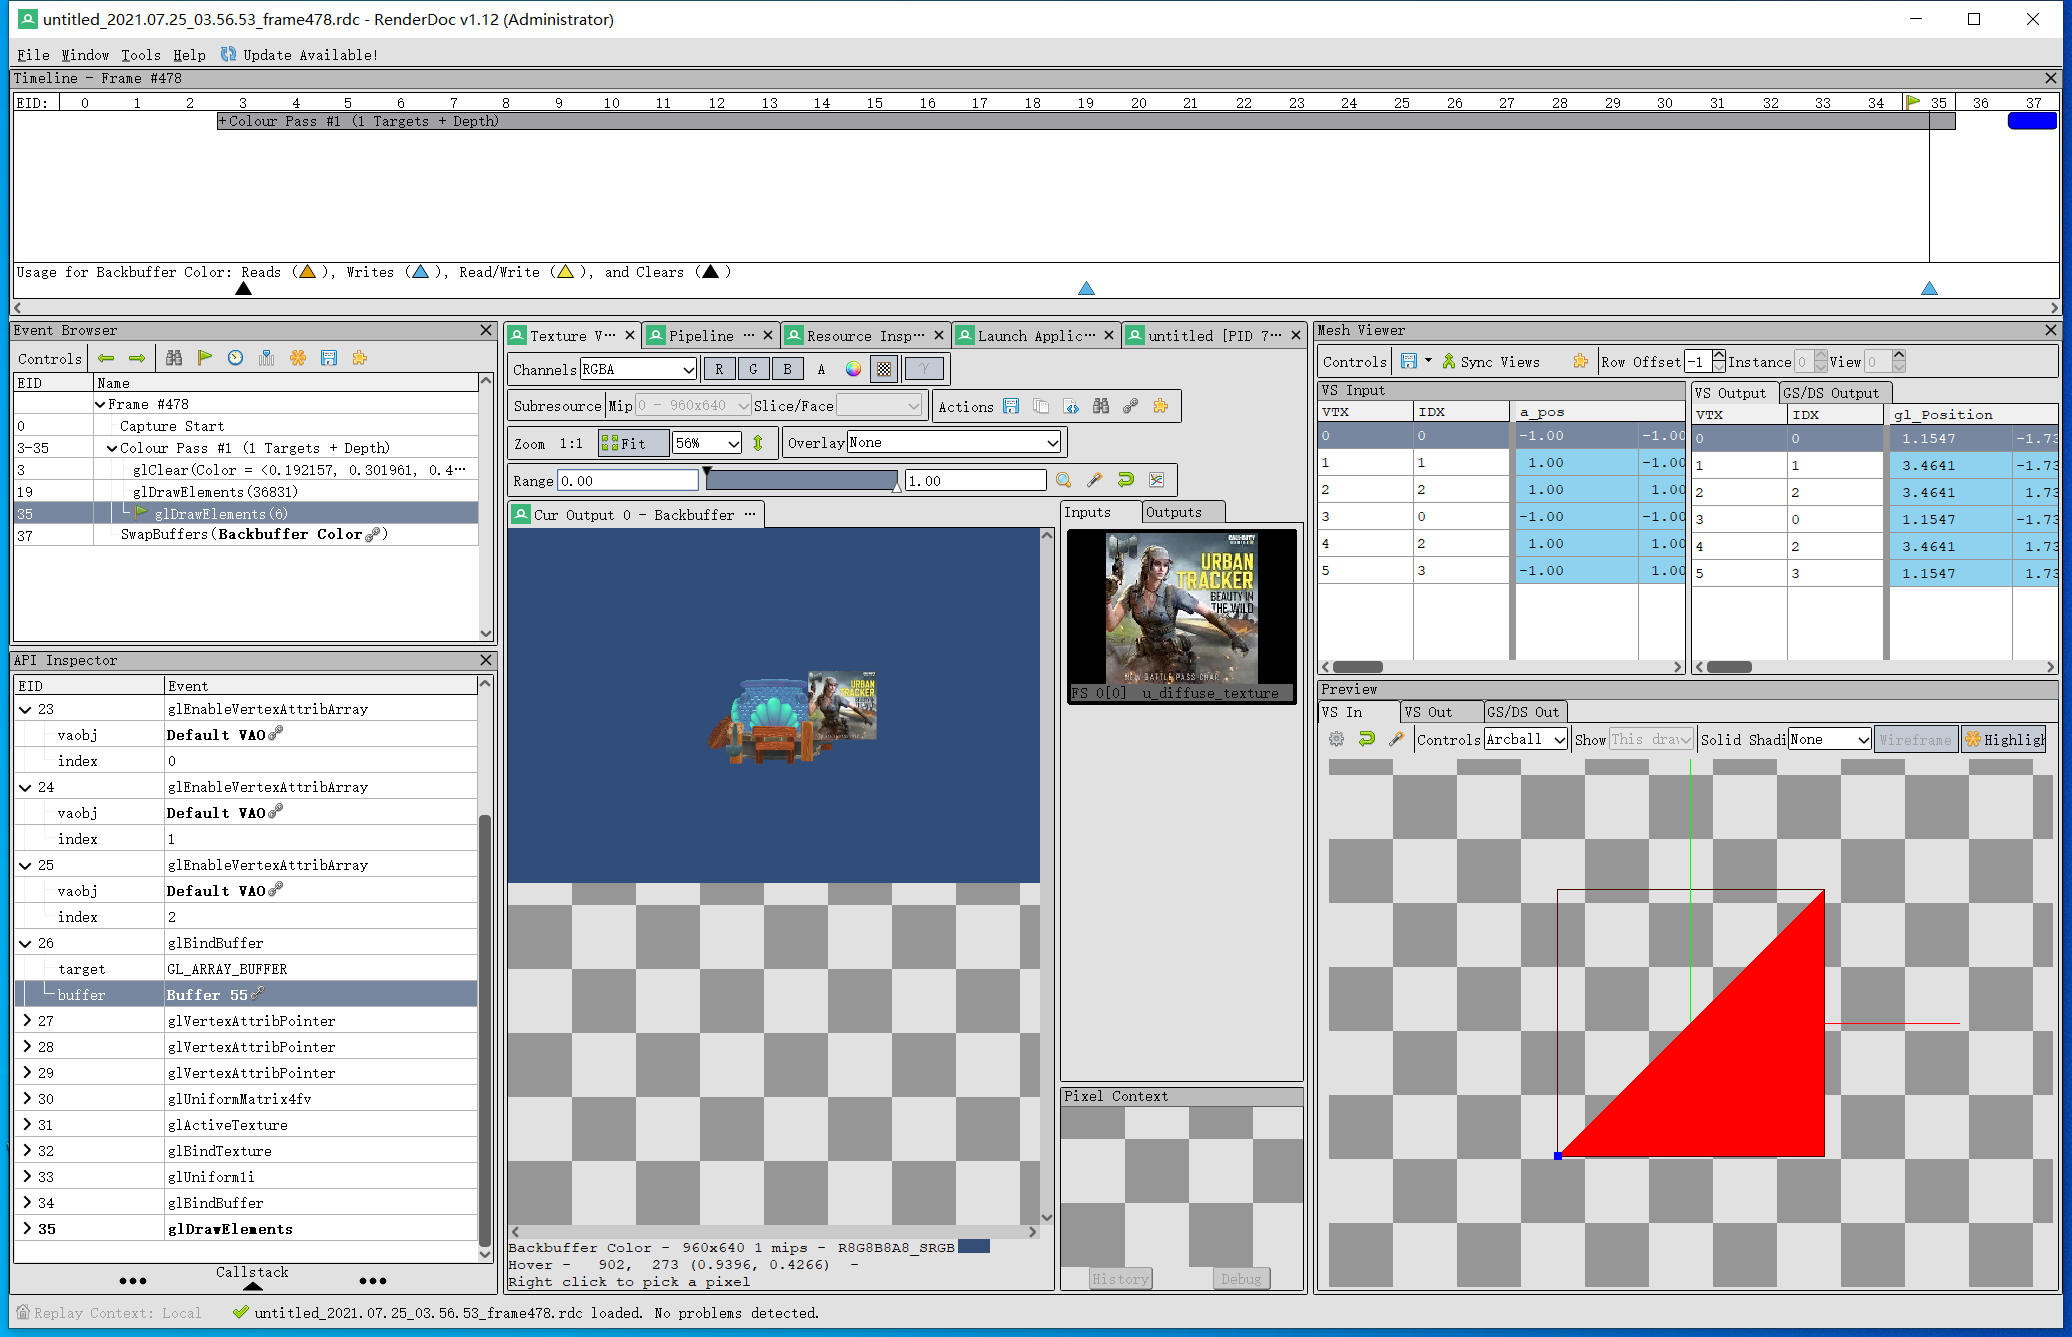 untitled_2021.07.25_03.56.53_frame478.rdc - RenderDoc v1.12 (Administrator)
File Window Tools Help Update Available!
Timeline - Frame #478
EID: 0 1 2 3 4 5 6 7 8 9 10 11 12 13 14 15 16 17 18 19 20 21 22 23 24 25 26 27 28 29 30 31 32 33 34 35 36 37
+Colour Pass #1 (1 Targets + Depth)
Usage for Backbuffer Color: Reads ( ), Writes ( ), Read/Write ( ), and Clears ( )
Event Browser
Controls
EID Name
Frame #478
0 Capture Start
3-35 Colour Pass #1 (1 Targets + Depth)
3 glClear(Color = <0.192157, 0.301961, 0.4···
19 glDrawElements(36831)
35 glDrawElements(6)
37 SwapBuffers(Backbuffer Color)
API Inspector
EID Event
23 glEnableVertexAttribArray
vaobj Default VAO
index 0
24 glEnableVertexAttribArray
vaobj Default VAO
index 1
25 glEnableVertexAttribArray
vaobj Default VAO
index 2
26 glBindBuffer
target GL_ARRAY_BUFFER
buffer Buffer 55
27 glVertexAttribPointer
28 glVertexAttribPointer
29 glVertexAttribPointer
30 glUniformMatrix4fv
31 glActiveTexture
32 glBindTexture
33 glUniform1i
34 glBindBuffer
35 glDrawElements
Callstack
Texture V··· Pipeline ··· Resource Insp··· Launch Applic··· untitled [PID 7···
Channels RGBA R G B A γ
Subresource Mip 0 - 960x640 Slice/Face Actions
Zoom 1:1 Fit 56% Overlay None
Range 0.00 1.00
Cur Output 0 - Backbuffer ···
URBAN
TRACKER
Inputs Outputs
CALL OF DUTY
URBAN
TRACKER
BEAUTY IN
THE WILD
NEW BATTLE PASS CHAR
FS 0[0] u_diffuse_texture
Pixel Context
History Debug
Backbuffer Color - 960x640 1 mips - R8G8B8A8_SRGB
Hover - 902, 273 (0.9396, 0.4266) -
Right click to pick a pixel
Mesh Viewer
Controls Sync Views Row Offset -1 Instance 0 View 0
VS Input
VTX IDX a_pos
0 0 -1.00 -1.00
1 1 1.00 -1.00
2 2 1.00 1.00
3 0 -1.00 -1.00
4 2 1.00 1.00
5 3 -1.00 1.00
VS Output GS/DS Output
VTX IDX gl_Position
0 0 1.1547 -1.73
1 1 3.4641 -1.73
2 2 3.4641 1.73
3 0 1.1547 -1.73
4 2 3.4641 1.73
5 3 1.1547 1.73
Preview
VS In VS Out GS/DS Out
Controls Arcball Show This draw Solid Shadi None Wireframe Highligh
Replay Context: Local untitled_2021.07.25_03.56.53_frame478.rdc loaded. No problems detected.